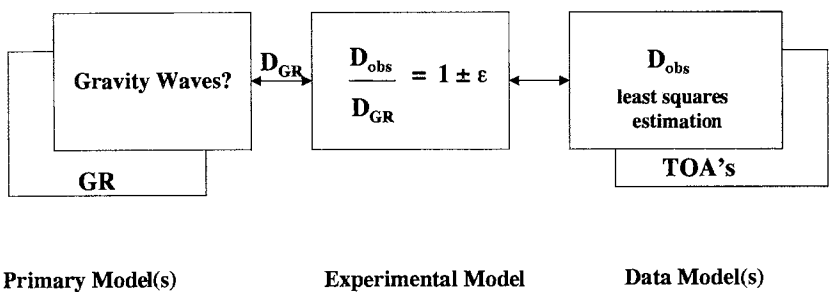 Gravity Waves?
GR
D_GR
D_obs / D_GR = 1 ± ε
D_obs
least squares
estimation
TOA's
Primary Model(s)
Experimental Model
Data Model(s)